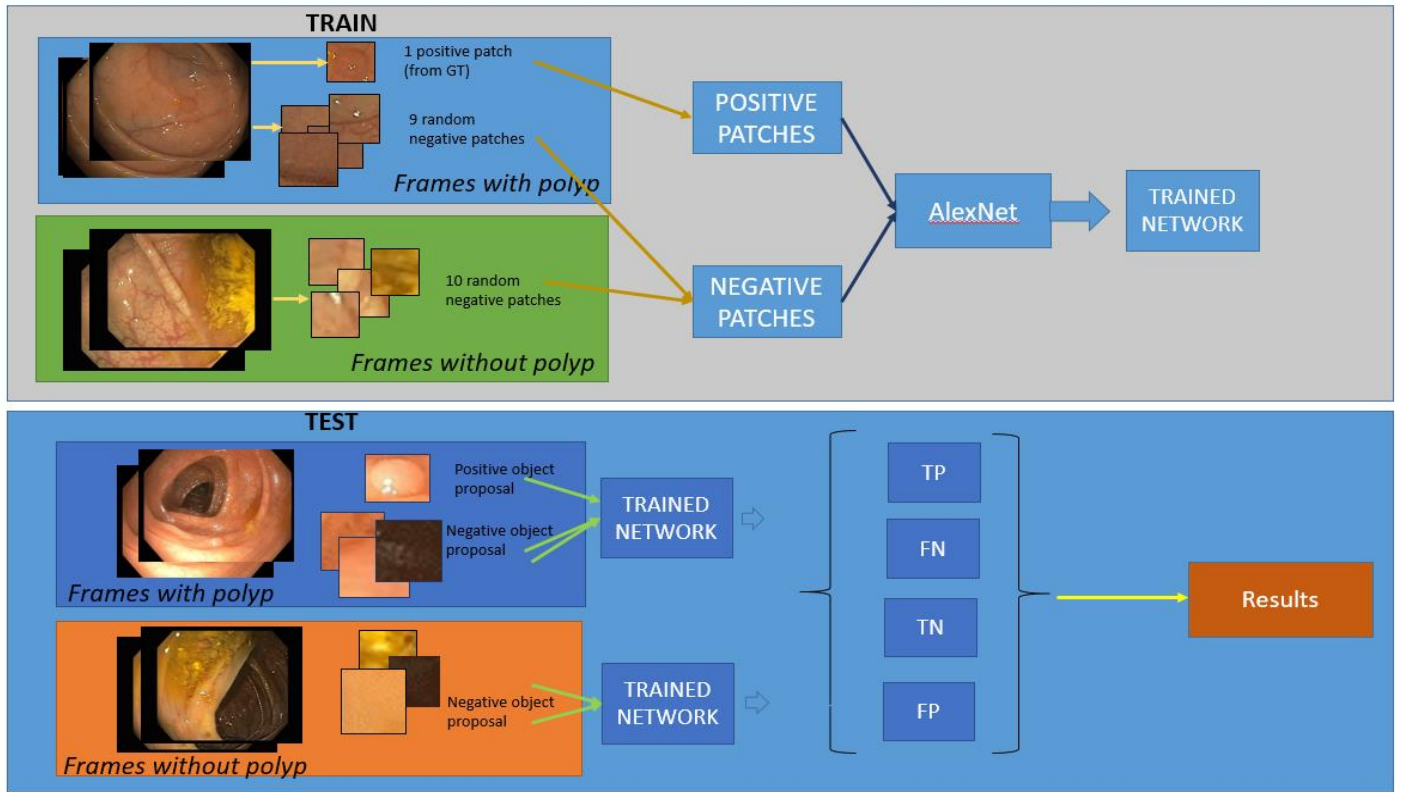 TRAIN
1 positive patch
(from GT)
9 random
negative patches
Frames with polyp
10 random
negative patches
Frames without polyp
POSITIVE
PATCHES
NEGATIVE
PATCHES
AlexNet
TRAINED
NETWORK
TEST
Positive object
proposal
Negative object
proposal
Frames with polyp
TRAINED
NETWORK
Negative object
proposal
Frames without polyp
TRAINED
NETWORK
TP
FN
TN
FP
Results